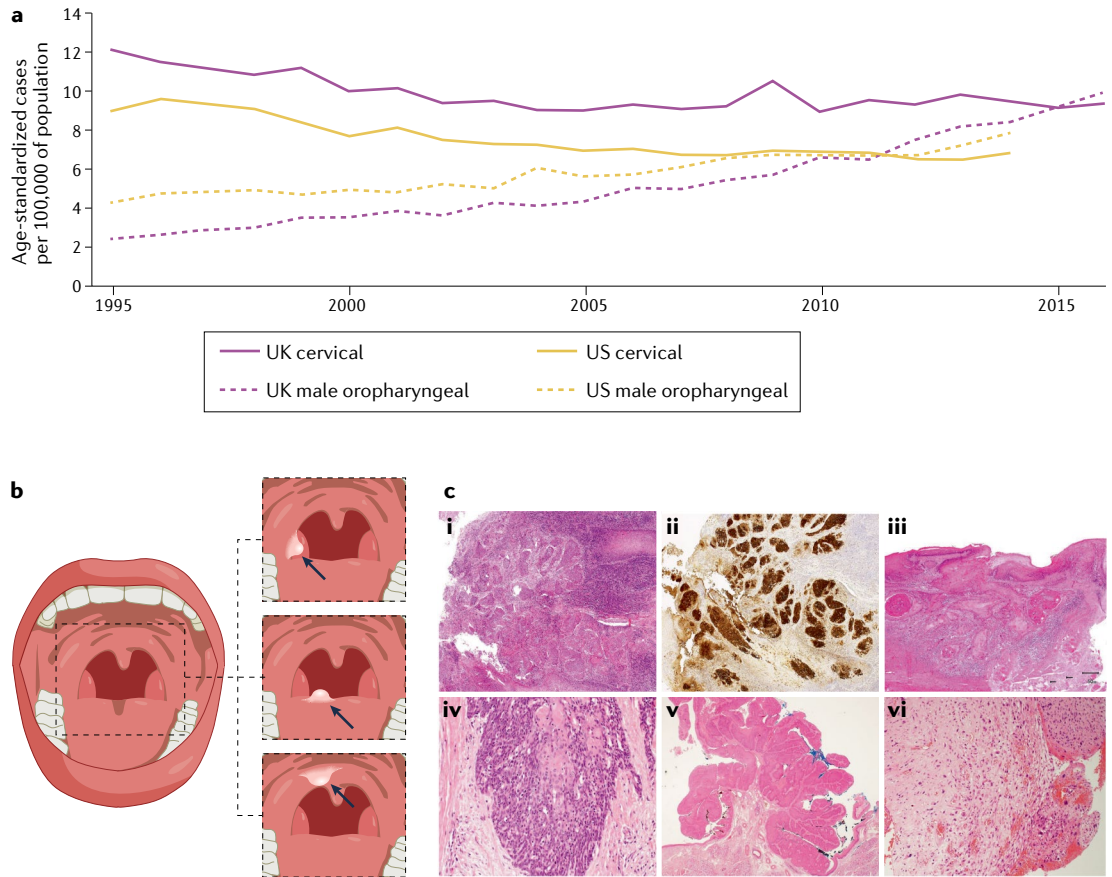 a
14
12
10
8
6
4
2
0
Age-standardized cases
per 100,000 of population
1995
2000
2005
2010
2015
UK cervical
US cervical
UK male oropharyngeal
US male oropharyngeal
b
c
i
ii
iii
iv
v
vi